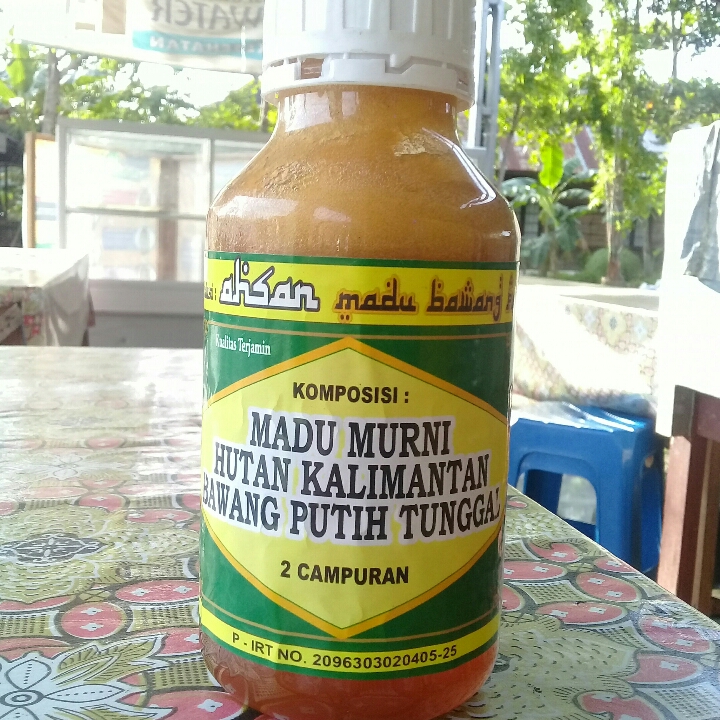 WATER
ahsan madu bawang
Kualitas Terjamin
KOMPOSISI :
MADU MURNI
HUTAN KALIMANTAN
BAWANG PUTIH TUNGGAL
2 CAMPURAN
P - IRT NO. 2096303020405-25